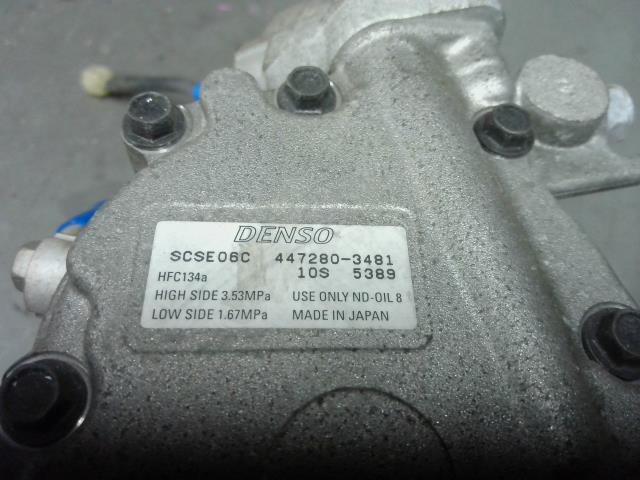 DENSO
SCSE06C 447280-3481
10S 5389
HFC134a
HIGH SIDE 3.53MPa USE ONLY ND-OIL 8
LOW SIDE 1.67MPa MADE IN JAPAN